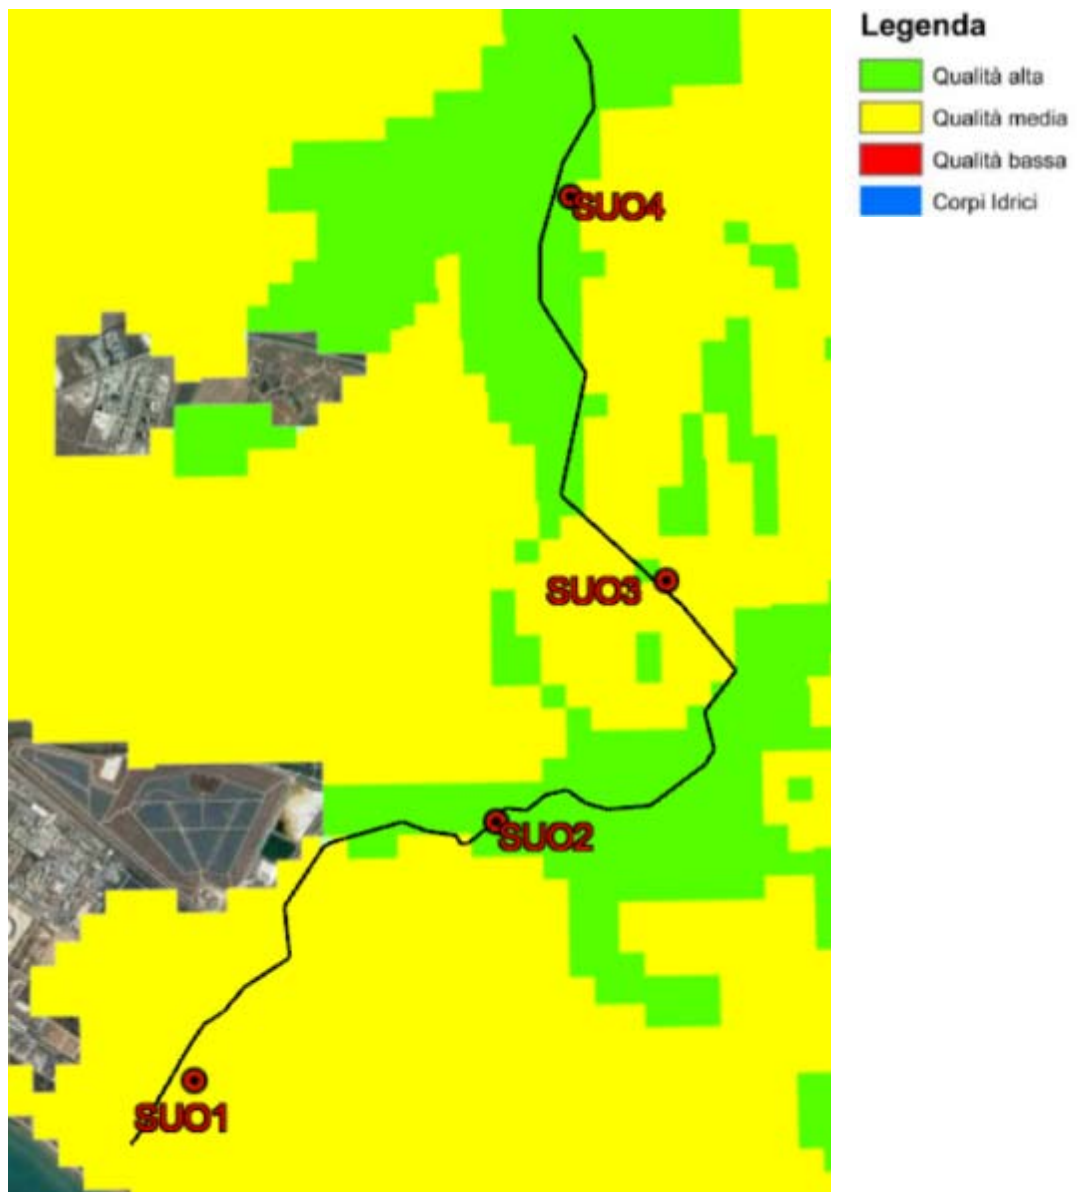 Legenda
Qualità alta
Qualità media
Qualità bassa
Corpi Idrici
SUO4
SUO3
SUO2
SUO1